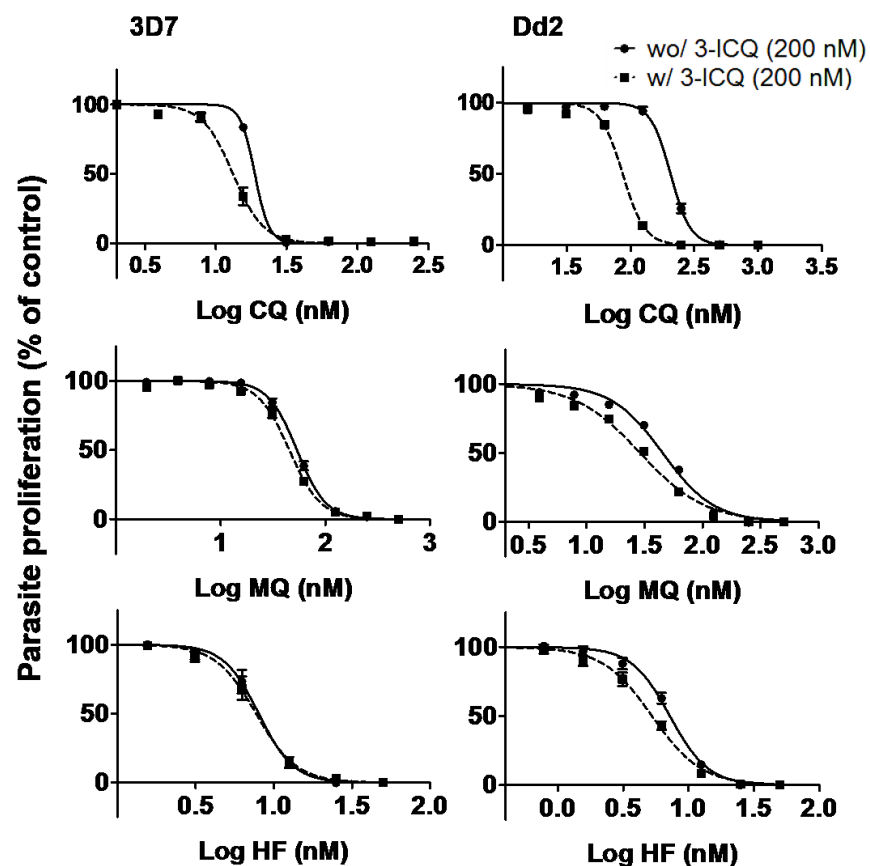 3D7
Dd2
wo/ 3-ICQ (200 nM)
w/ 3-ICQ (200 nM)
Parasite proliferation (% of control)
100
50
0
0.5 1.0 1.5 2.0 2.5
Log CQ (nM)
100
50
0
1.5 2.0 2.5 3.0 3.5
Log CQ (nM)
100
50
0
1 2 3
Log MQ (nM)
100
50
0
0.5 1.0 1.5 2.0 2.5 3.0
Log MQ (nM)
100
50
0
0.5 1.0 1.5 2.0
Log HF (nM)
100
50
0
0.0 0.5 1.0 1.5 2.0
Log HF (nM)